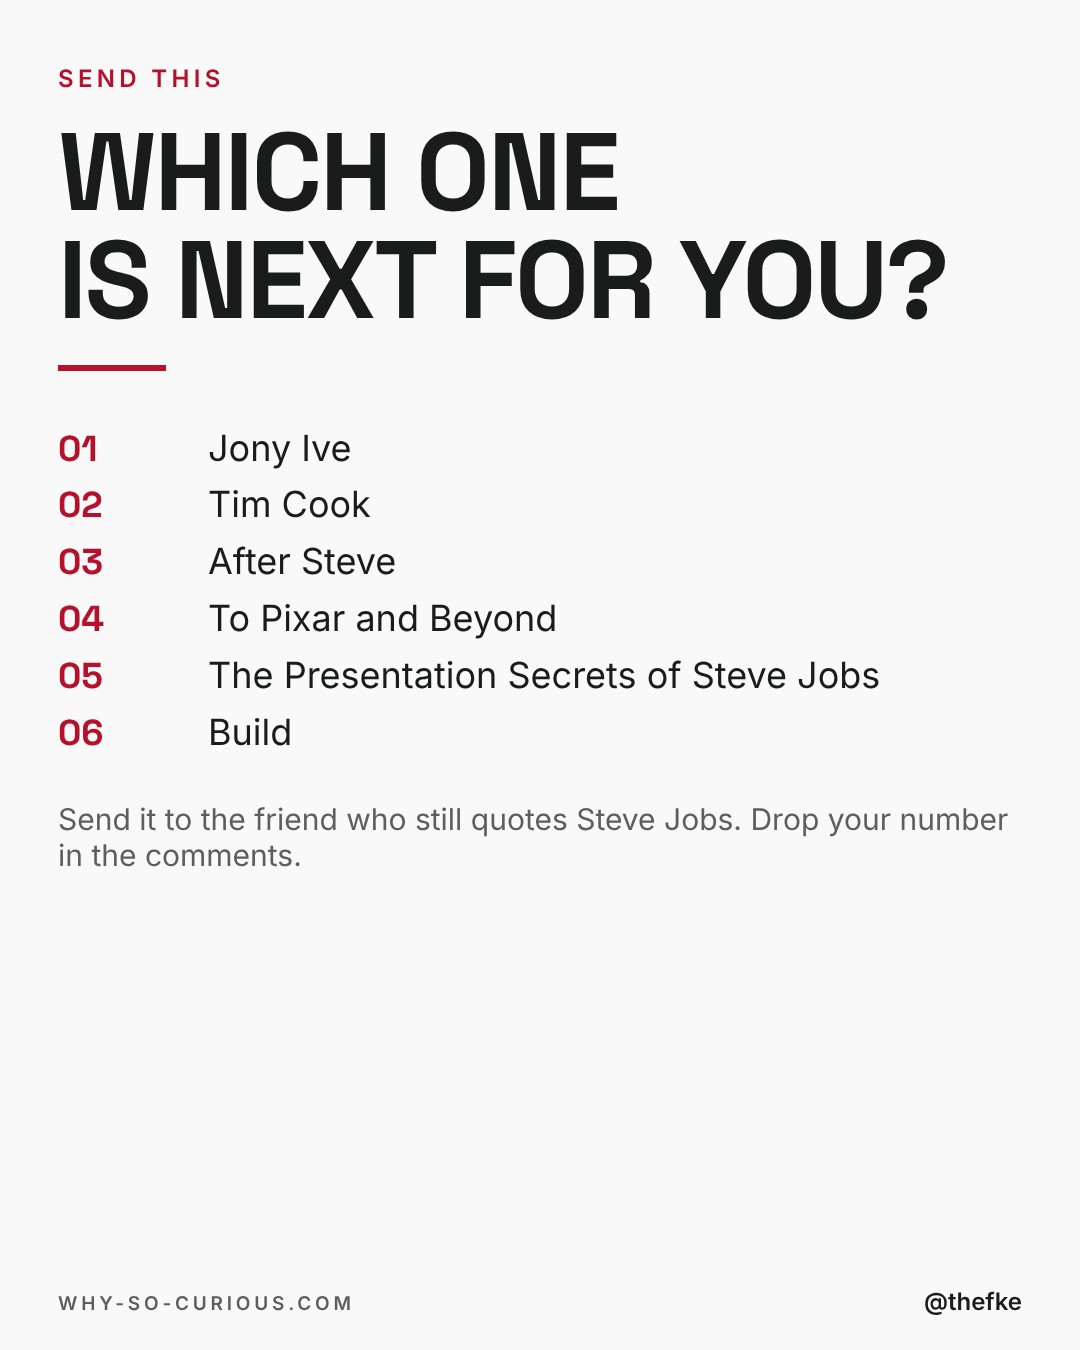 SEND THIS
WHICH ONE
IS NEXT FOR YOU?
01 Jony Ive
02 Tim Cook
03 After Steve
04 To Pixar and Beyond
05 The Presentation Secrets of Steve Jobs
06 Build
Send it to the friend who still quotes Steve Jobs. Drop your number
in the comments.
WHY-SO-CURIOUS.COM
@thefke